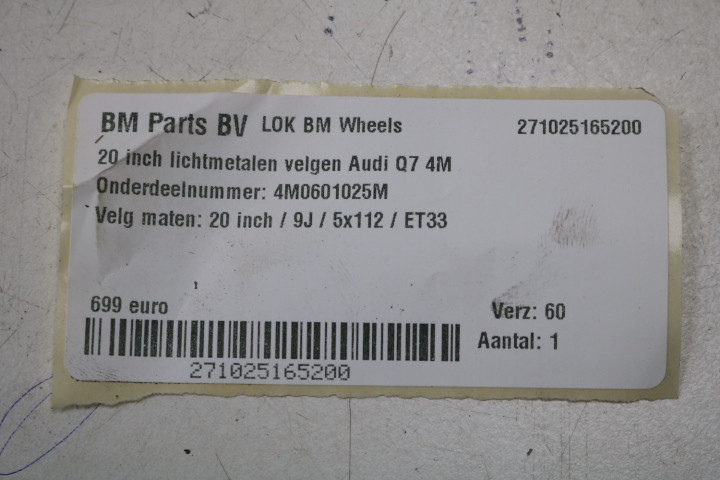 BM Parts BV LOK BM Wheels 271025165200
20 inch lichtmetalen velgen Audi Q7 4M
Onderdeelnummer: 4M0601025M
Velg maten: 20 inch / 9J / 5x112 / ET33
699 euro Verz: 60
Aantal: 1
271025165200